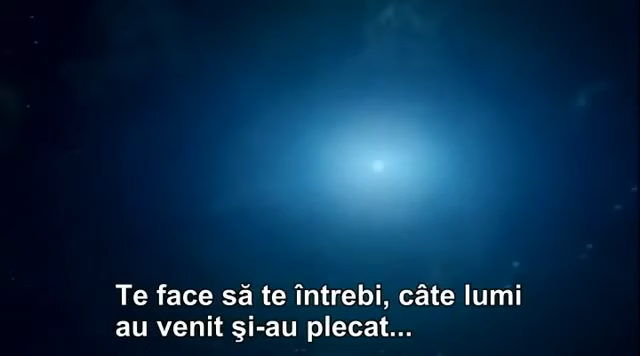 Te face să te întrebi, câte lumi
au venit şi-au plecat...